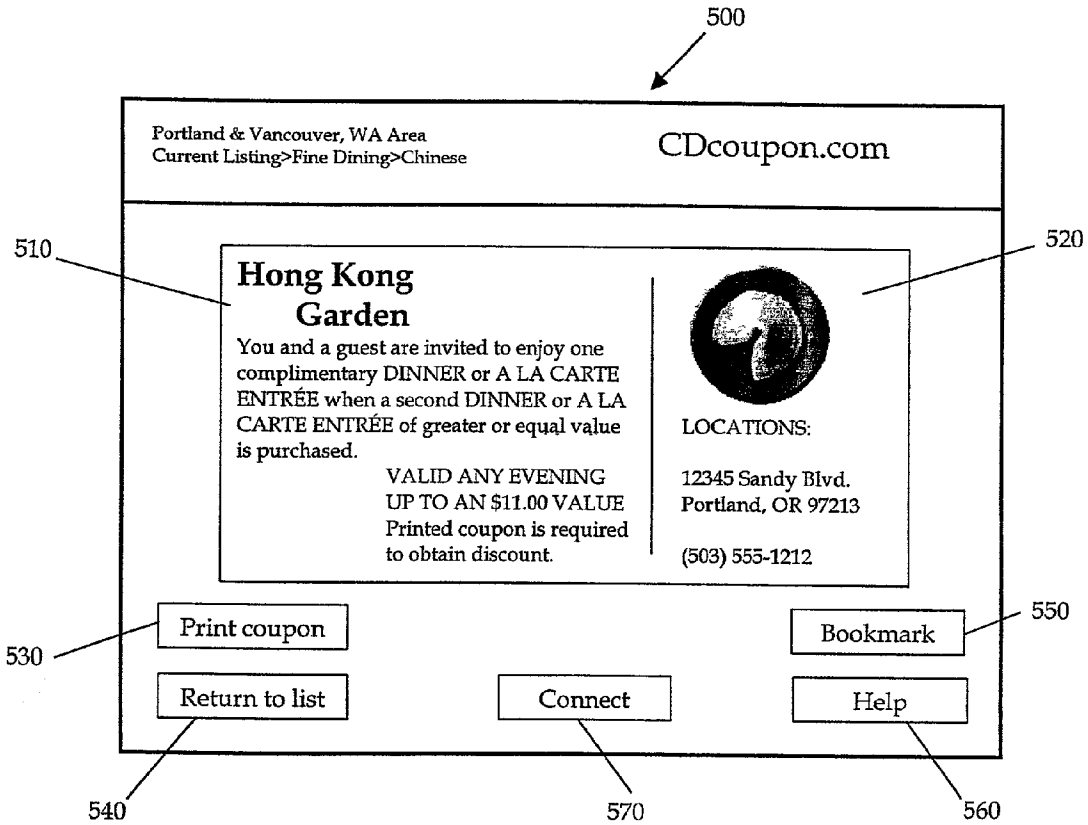 500
Portland & Vancouver, WA Area
Current Listing>Fine Dining>Chinese
CDcoupon.com
510
520
Hong Kong
Garden
You and a guest are invited to enjoy one
complimentary DINNER or A LA CARTE
ENTRÉE when a second DINNER or A LA
CARTE ENTRÉE of greater or equal value
is purchased.
VALID ANY EVENING
UP TO AN $11.00 VALUE
Printed coupon is required
to obtain discount.
LOCATIONS:
12345 Sandy Blvd.
Portland, OR 97213
(503) 555-1212
530
Print coupon
Bookmark
550
Return to list
Connect
Help
540
570
560